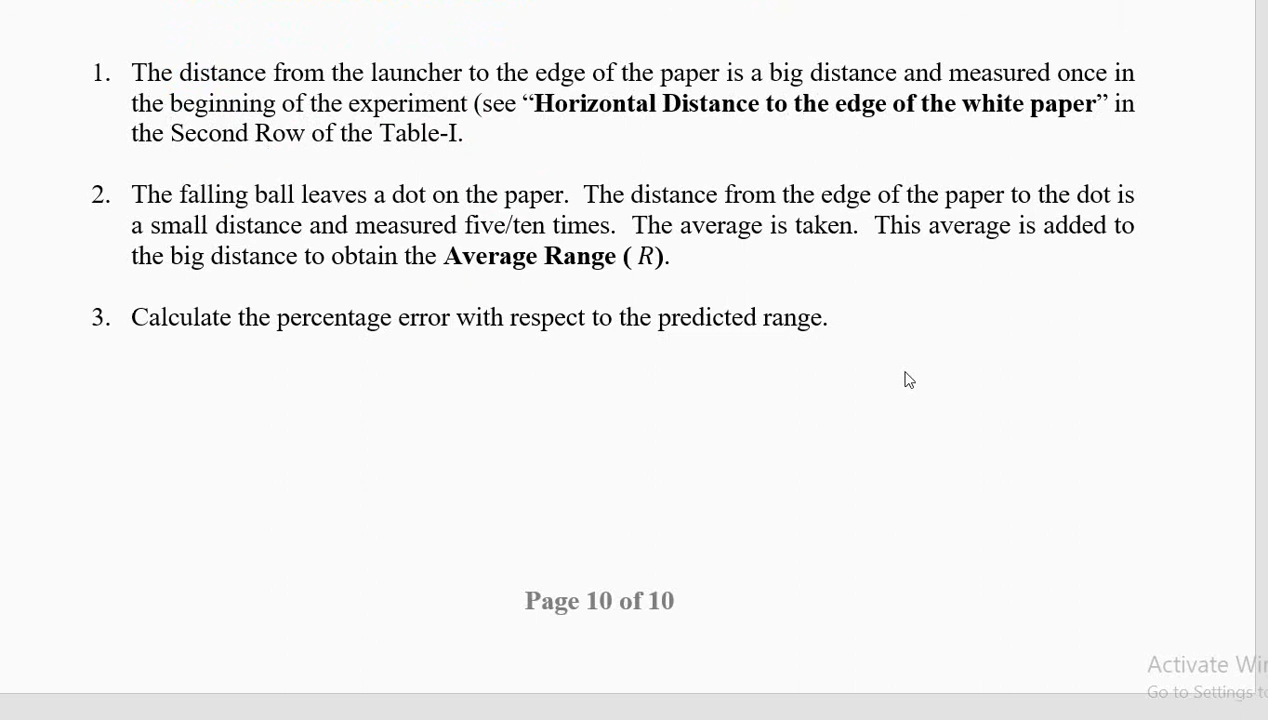 1. The distance from the launcher to the edge of the paper is a big distance and measured once in
the beginning of the experiment (see “Horizontal Distance to the edge of the white paper” in
the Second Row of the Table-I.
2. The falling ball leaves a dot on the paper. The distance from the edge of the paper to the dot is
a small distance and measured five/ten times. The average is taken. This average is added to
the big distance to obtain the Average Range ( R).
3. Calculate the percentage error with respect to the predicted range.
Page 10 of 10
Activate
Go to Settings